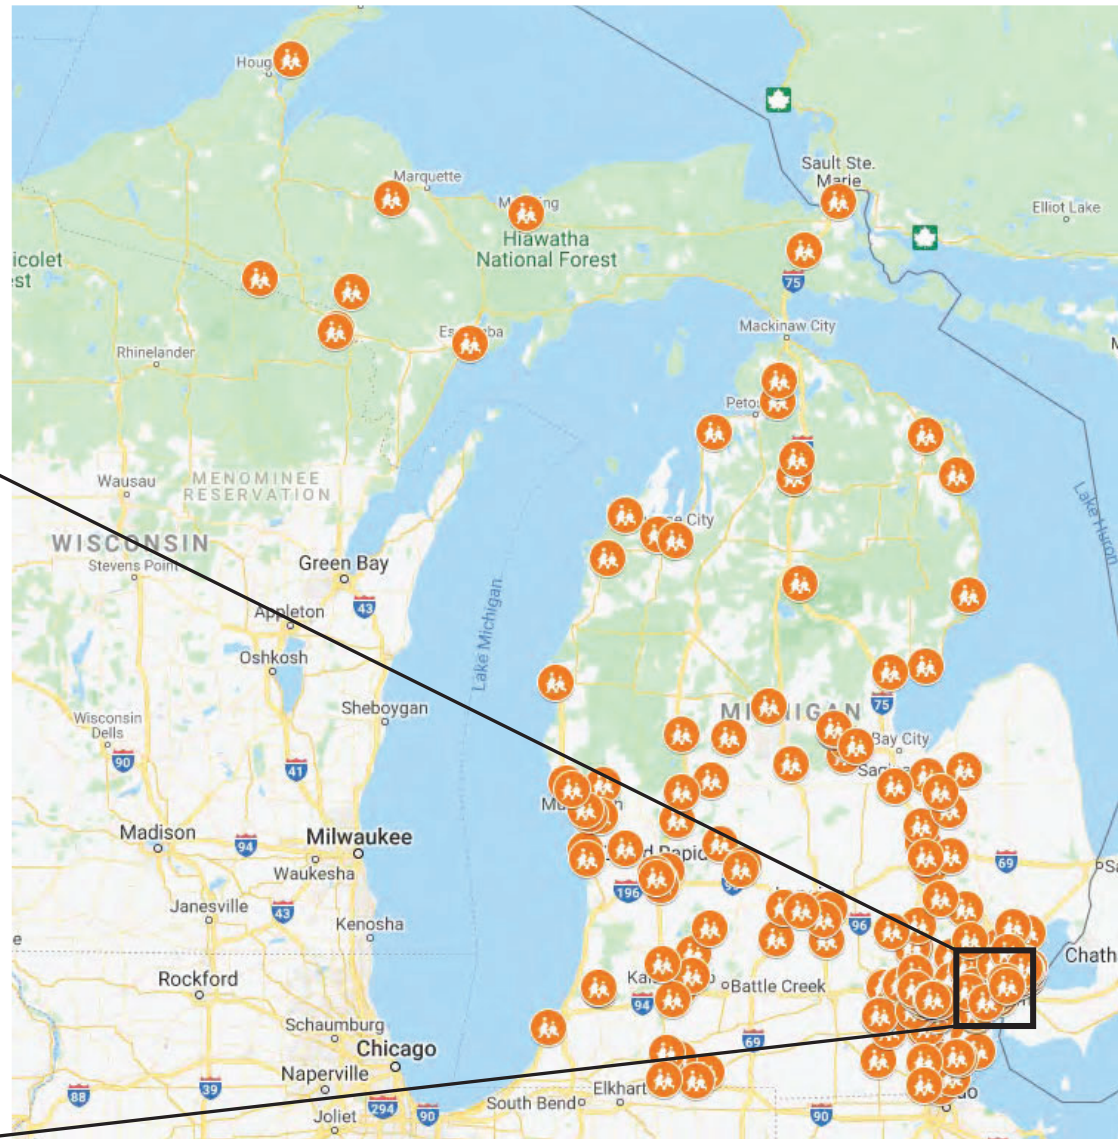 Marquette
Sault Ste.
Marie
Elliot Lake
Hiawatha
National Forest
75
Mackinaw City
Rhinelander
Wausau
MENOMINEE
RESERVATION
WISCONSIN
Stevens Point
Green Bay
43
Appleton
Oshkosh
Lake Michigan
Lake Huron
Sheboygan
Wisconsin
Dells
90
41
MICHIGAN
75
Bay City
Madison
94
Milwaukee
Waukesha
Janesville
43
Kenosha
196
69
96
Rockford
Battle Creek
94
69
Schaumburg
Chicago
Naperville
88
39
294
90
Joliet
South Bend
Elkhart
90